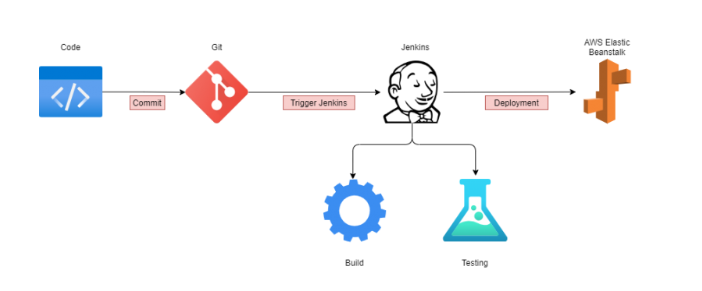 Code
Git
Jenkins
AWS Elastic
Beanstalk
</>
Commit
Trigger Jenkins
Deployment
Build
Testing